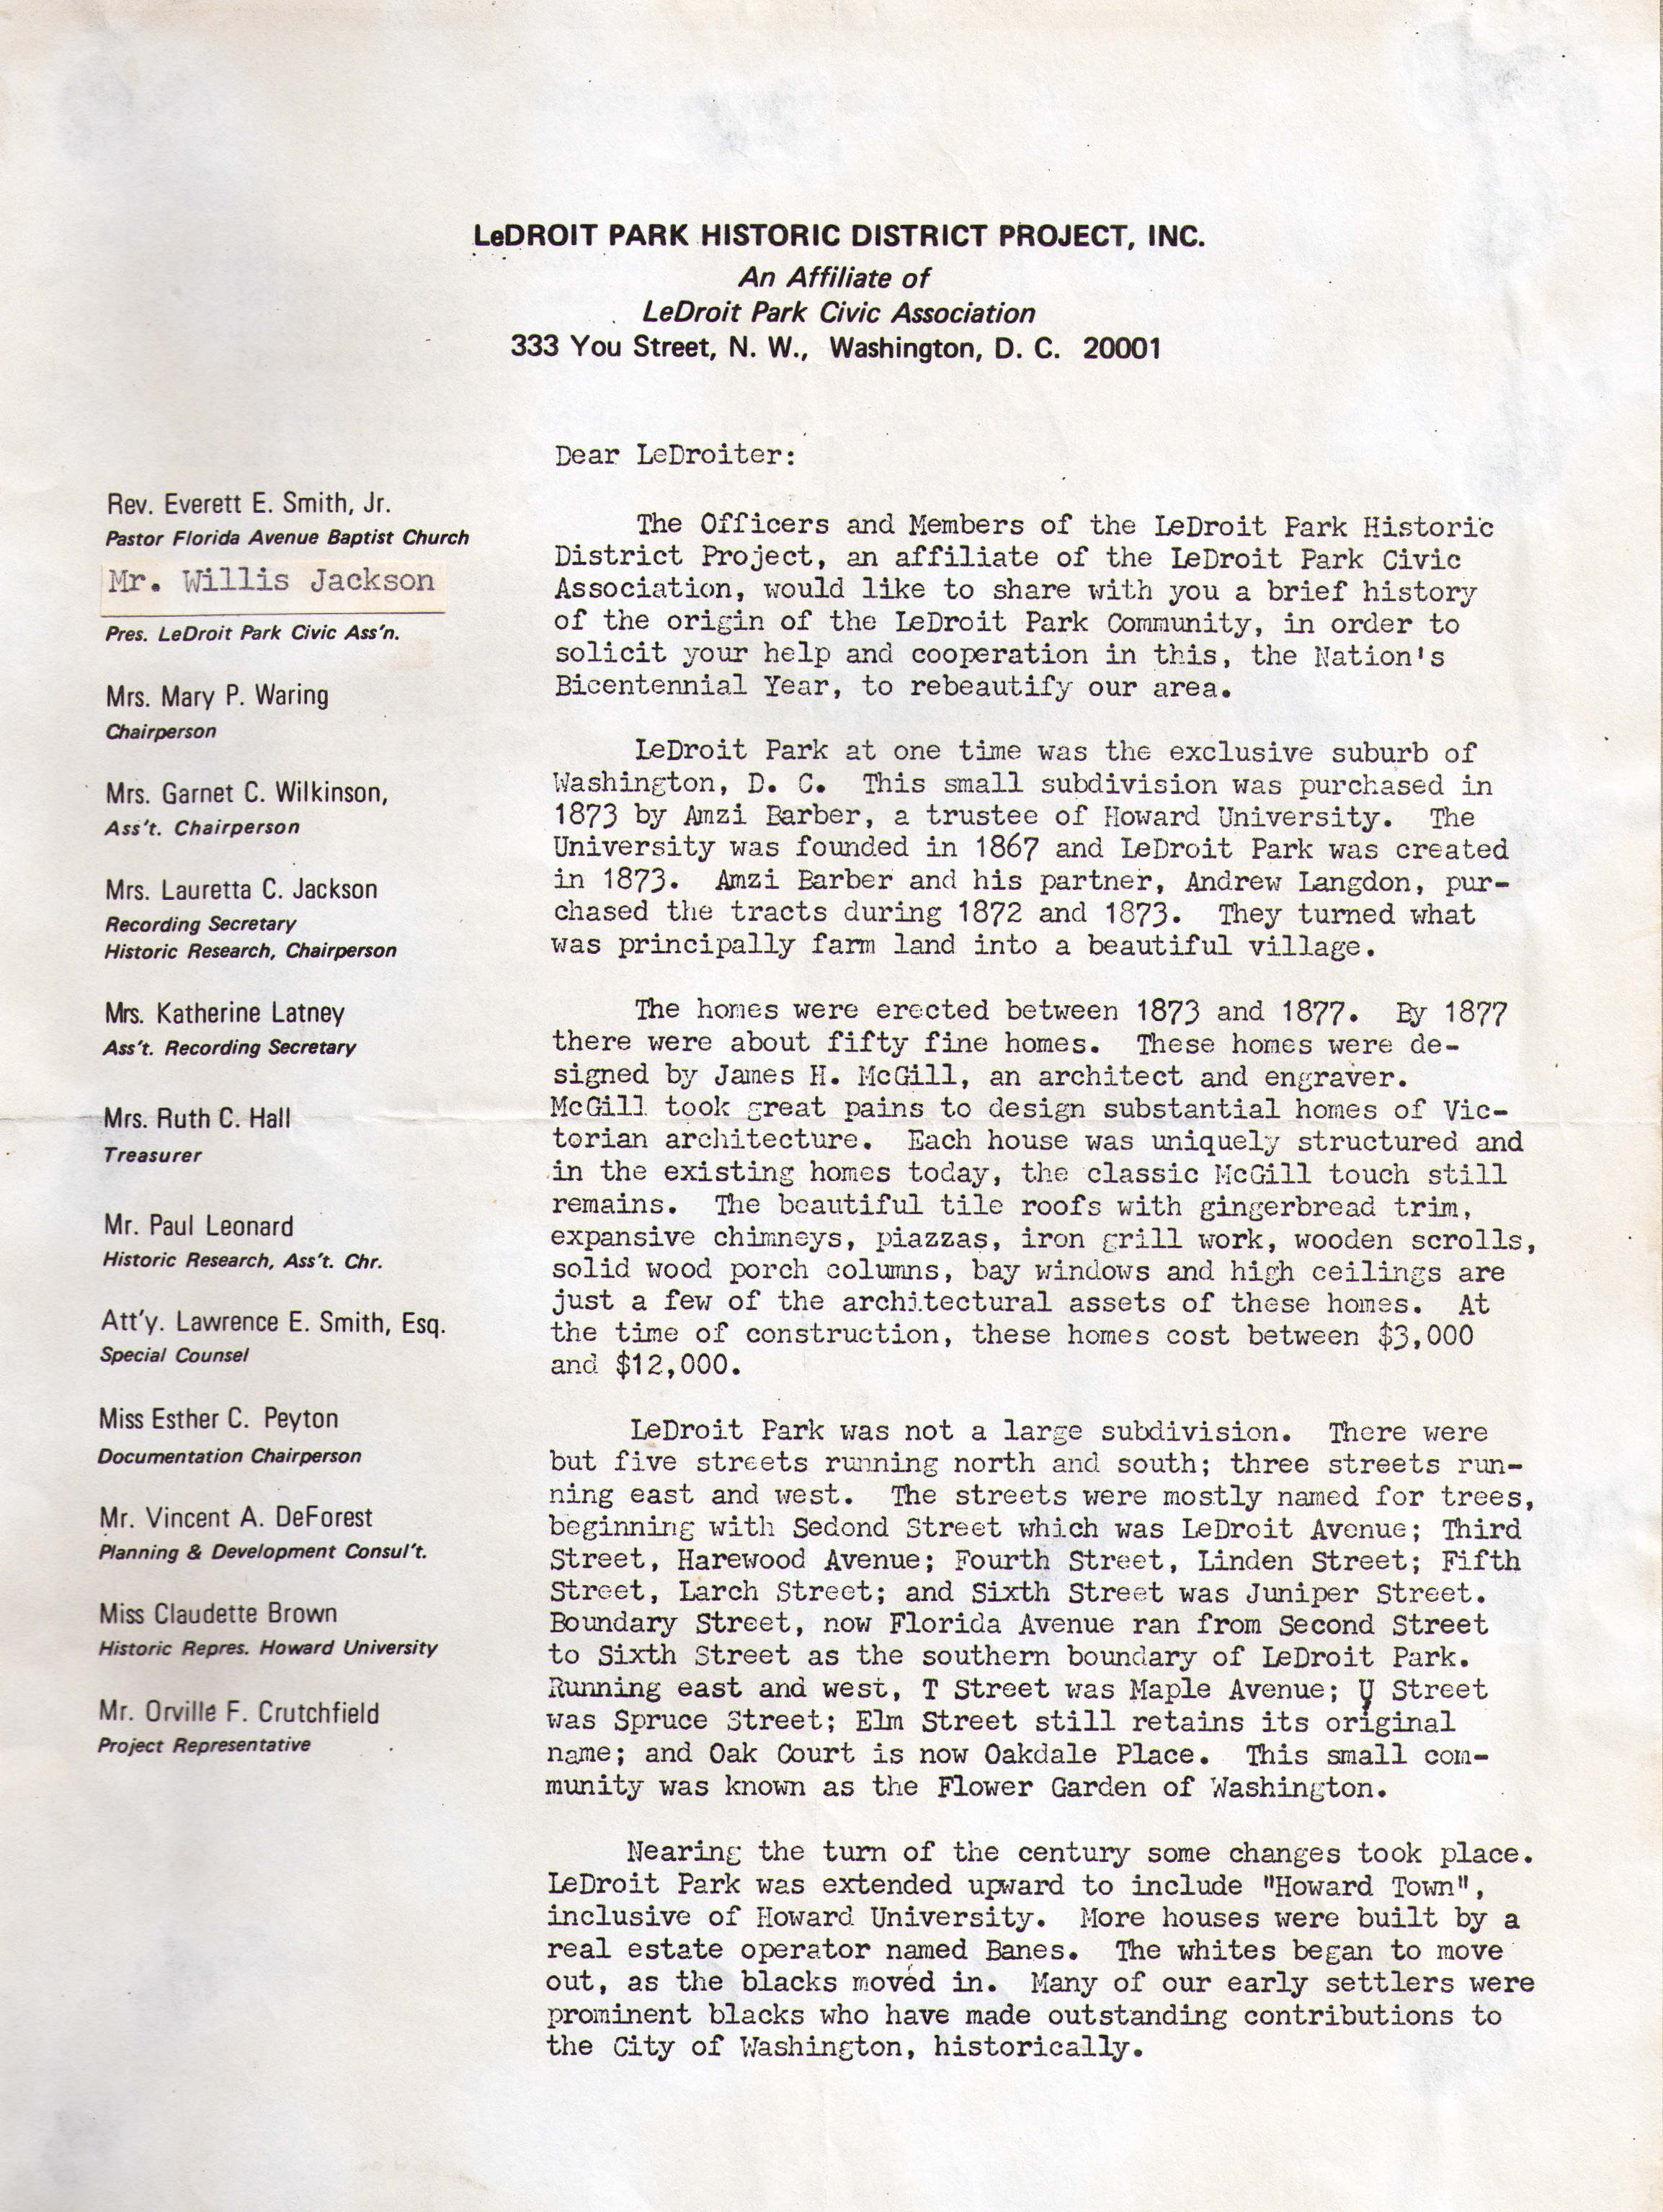 LeDROIT PARK HISTORIC DISTRICT PROJECT, INC.
An Affiliate of
LeDroit Park Civic Association
333 You Street, N. W., Washington, D. C. 20001
Rev. Everett E. Smith, Jr.
Pastor Florida Avenue Baptist Church
Mr. Willis Jackson
Pres. LeDroit Park Civic Ass'n.
Mrs. Mary P. Waring
Chairperson
Mrs. Garnet C. Wilkinson,
Ass't. Chairperson
Mrs. Lauretta C. Jackson
Recording Secretary
Historic Research, Chairperson
Mrs. Katherine Latney
Ass't. Recording Secretary
Mrs. Ruth C. Hall
Treasurer
Mr. Paul Leonard
Historic Research, Ass't. Chr.
Att'y. Lawrence E. Smith, Esq.
Special Counsel
Miss Esther C. Peyton
Documentation Chairperson
Mr. Vincent A. DeForest
Planning & Development Consul't.
Miss Claudette Brown
Historic Repres. Howard University
Mr. Orville F. Crutchfield
Project Representative
Dear LeDroiter:
The Officers and Members of the LeDroit Park Historic
District Project, an affiliate of the LeDroit Park Civic
Association, would like to share with you a brief history
of the origin of the LeDroit Park Community, in order to
solicit your help and cooperation in this, the Nation's
Bicentennial Year, to rebeautify our area.
LeDroit Park at one time was the exclusive suburb of
Washington, D. C. This small subdivision was purchased in
1873 by Amzi Barber, a trustee of Howard University. The
University was founded in 1867 and LeDroit Park was created
in 1873. Amzi Barber and his partner, Andrew Langdon, pur-
chased the tracts during 1872 and 1873. They turned what
was principally farm land into a beautiful village.
The homes were erected between 1873 and 1877. By 1877
there were about fifty fine homes. These homes were de-
signed by James H. McGill, an architect and engraver.
McGill took great pains to design substantial homes of Vic-
torian architecture. Each house was uniquely structured and
in the existing homes today, the classic McGill touch still
remains. The beautiful tile roofs with gingerbread trim,
expansive chimneys, piazzas, iron grill work, wooden scrolls,
solid wood porch columns, bay windows and high ceilings are
just a few of the architectural assets of these homes. At
the time of construction, these homes cost between $3,000
and $12,000.
LeDroit Park was not a large subdivision. There were
but five streets running north and south; three streets run-
ning east and west. The streets were mostly named for trees,
beginning with Sedond Street which was LeDroit Avenue; Third
Street, Harewood Avenue; Fourth Street, Linden Street; Fifth
Street, Larch Street; and Sixth Street was Juniper Street.
Boundary Street, now Florida Avenue ran from Second Street
to Sixth Street as the southern boundary of LeDroit Park.
Running east and west, T Street was Maple Avenue; U Street
was Spruce Street; Elm Street still retains its original
name; and Oak Court is now Oakdale Place. This small com-
munity was known as the Flower Garden of Washington.
Nearing the turn of the century some changes took place.
LeDroit Park was extended upward to include "Howard Town",
inclusive of Howard University. More houses were built by a
real estate operator named Banes. The whites began to move
out, as the blacks moved in. Many of our early settlers were
prominent blacks who have made outstanding contributions to
the City of Washington, historically.